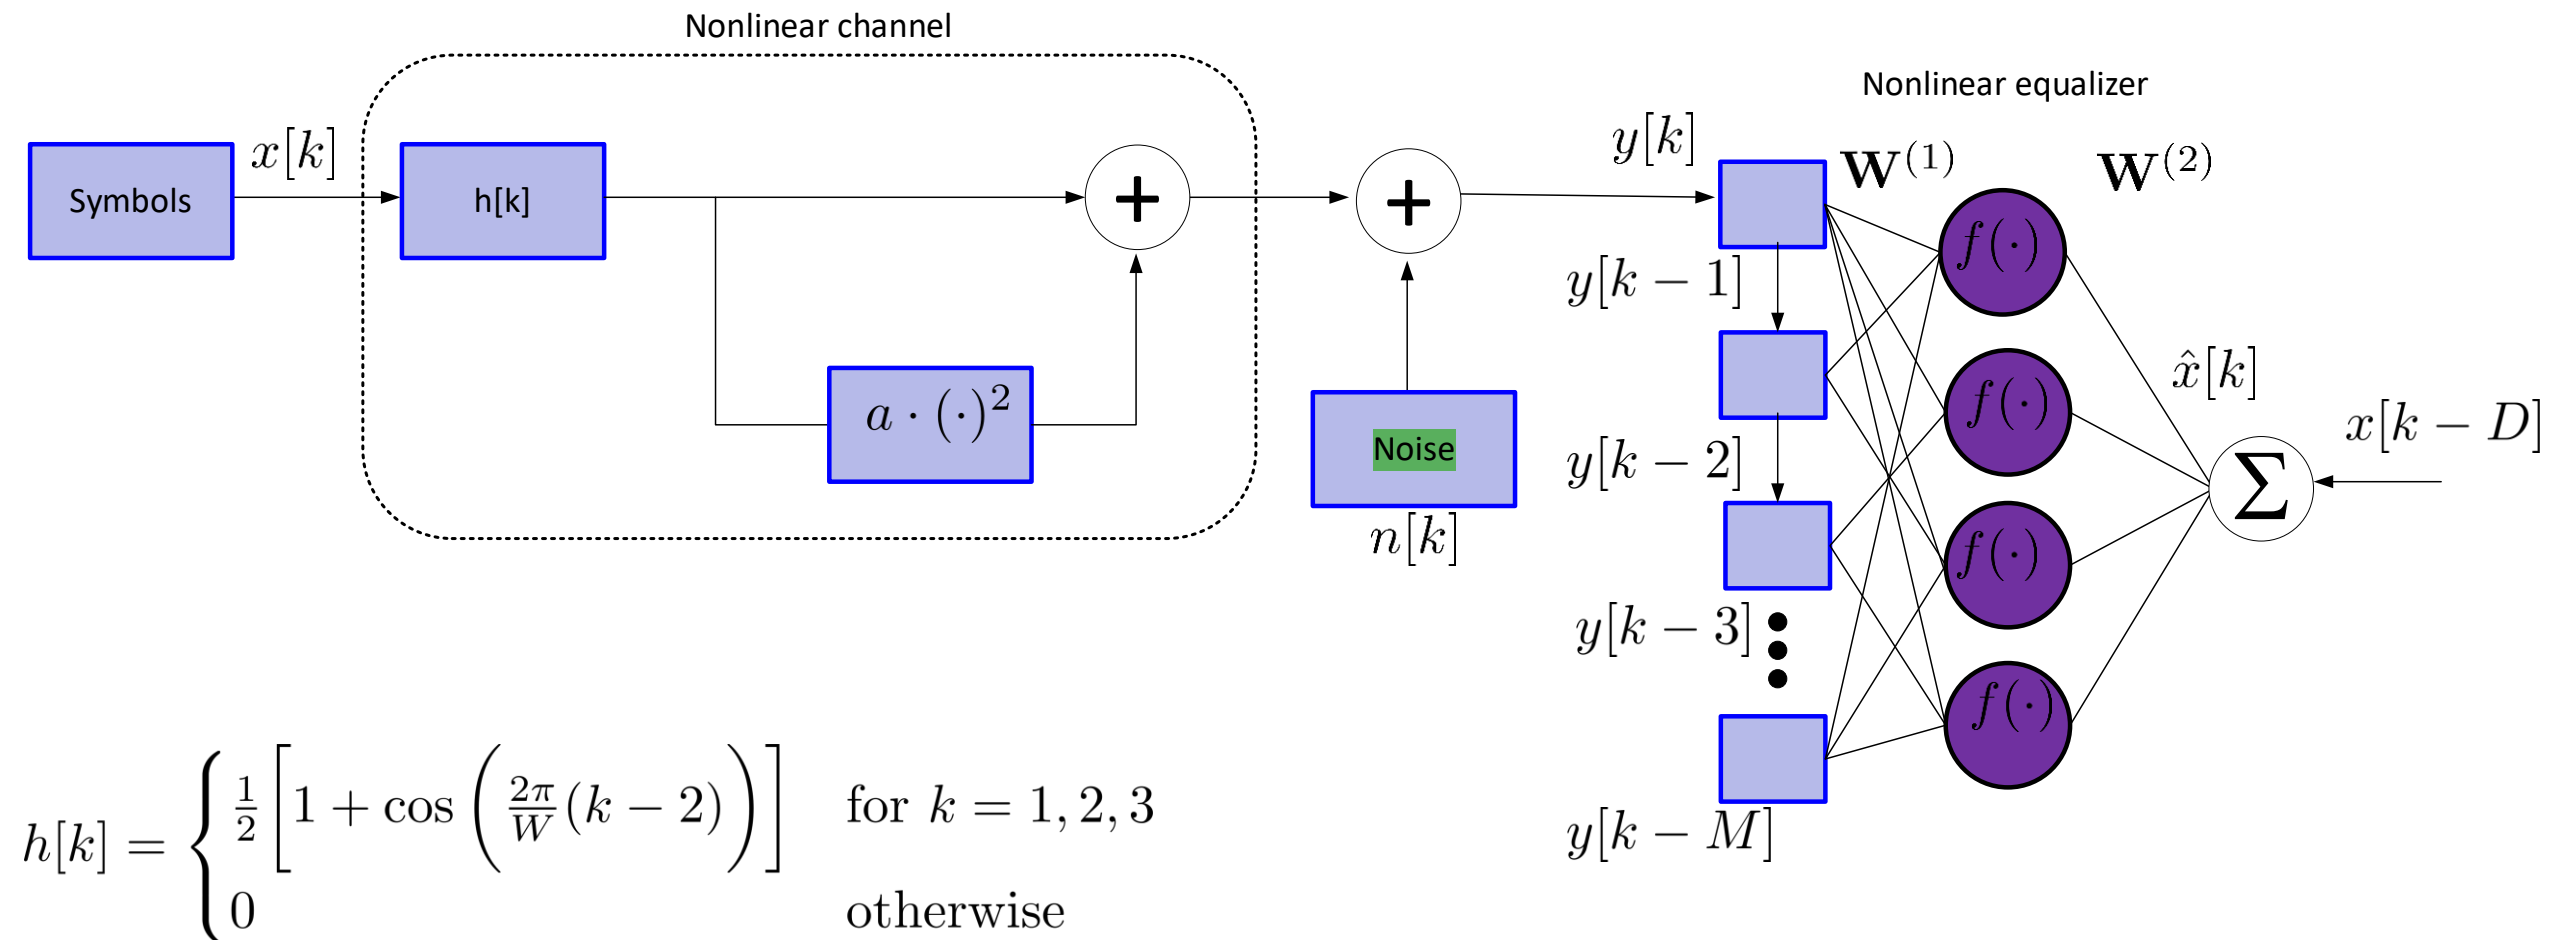 Nonlinear channel
Nonlinear equalizer
Symbols
x[k]
h[k]
+
a · (·)²
+
Noise
n[k]
y[k]
y[k − 1]
y[k − 2]
y[k − 3]
y[k − M]
W⁽¹⁾
W⁽²⁾
f(·)
f(·)
f(·)
f(·)
x̂[k]
Σ
x[k − D]
h[k] = { ½[1 + cos(2π/W (k − 2))] for k = 1, 2, 3
0 otherwise